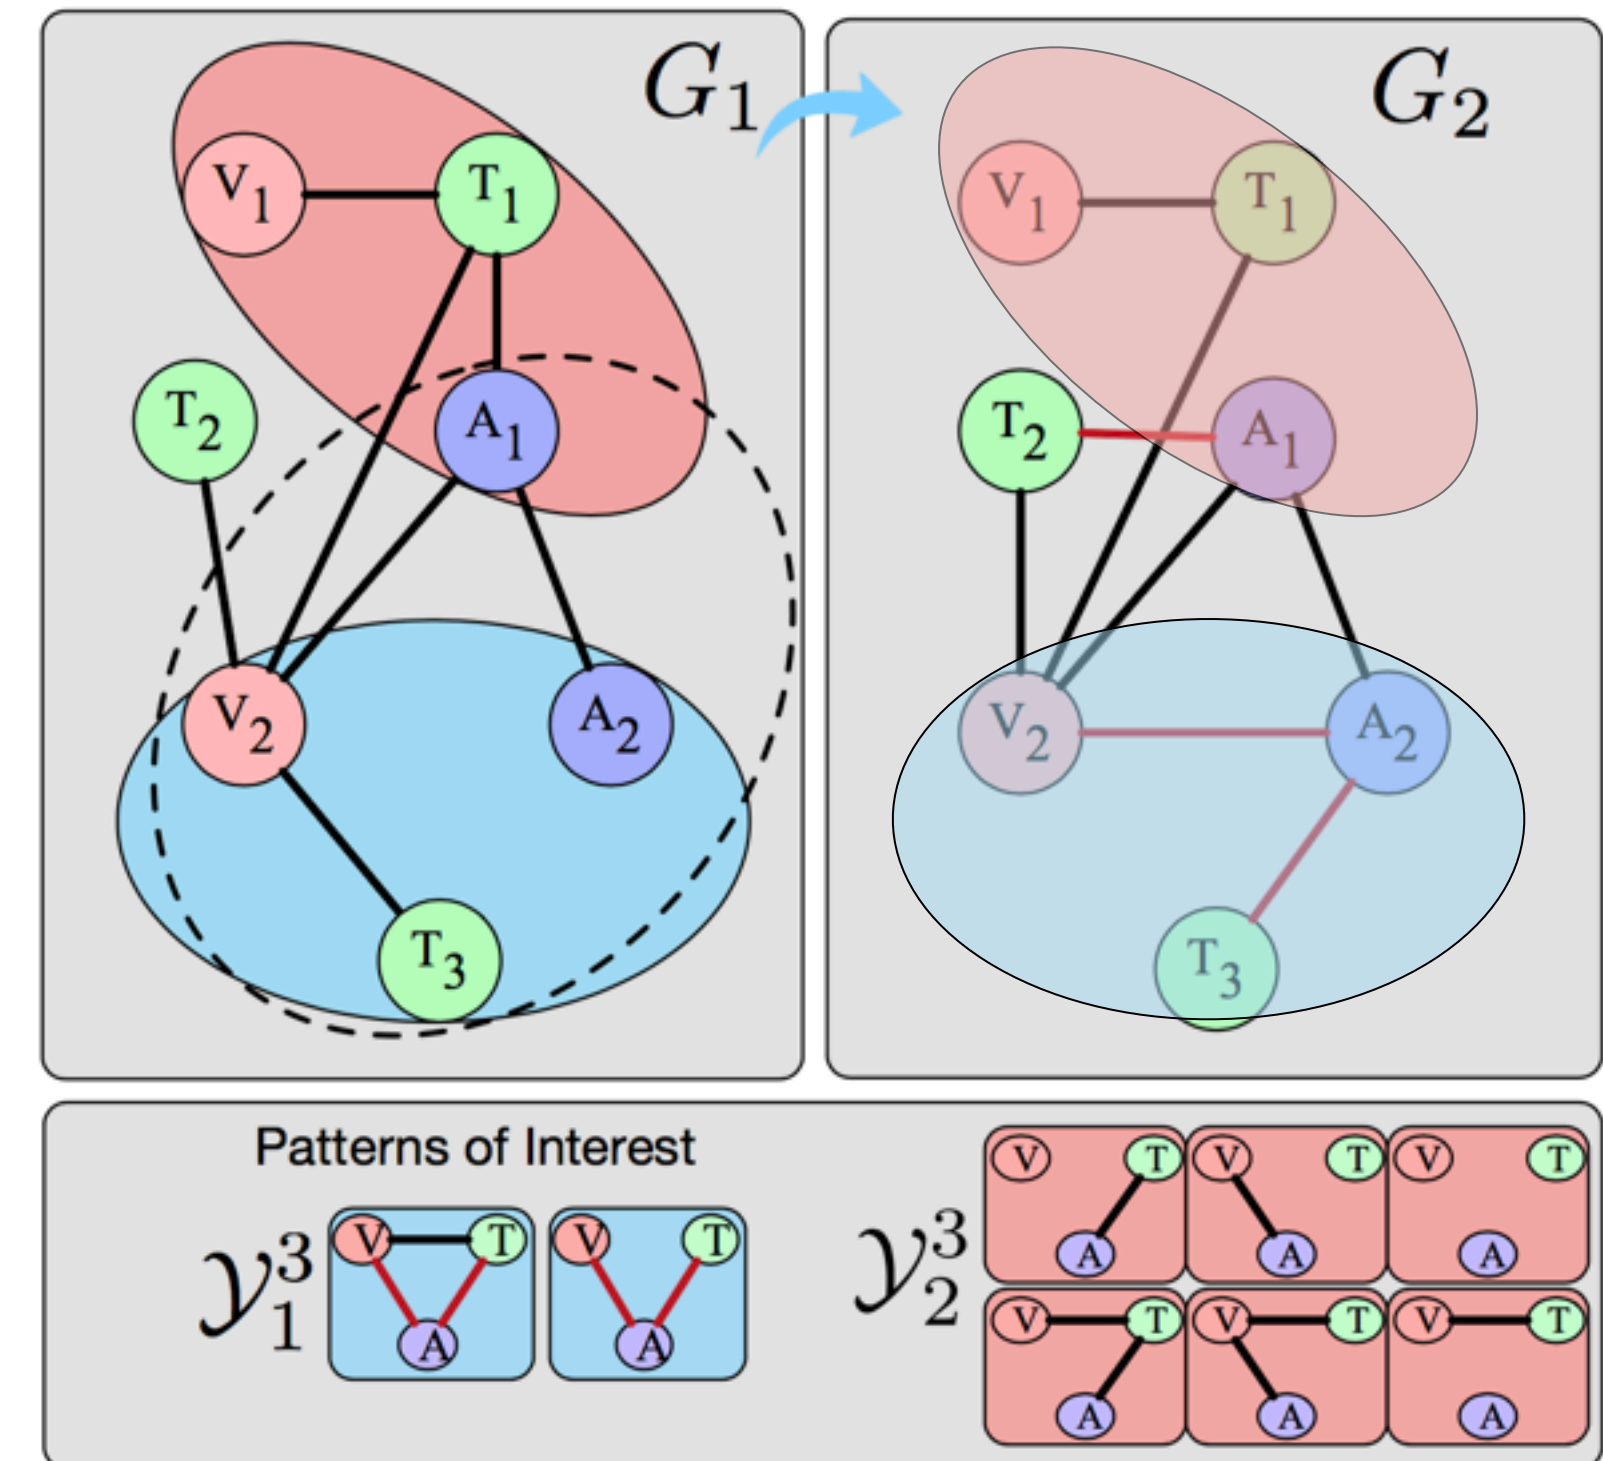 G1
V1 T1
T2 A1
V2 A2
T3
G2
V1 T1
T2 A1
V2 A2
T3
Patterns of Interest
𝒴₁³
V T
A
V T
A
𝒴₂³
V T V T V T
A A A
V T V T V T
A A A